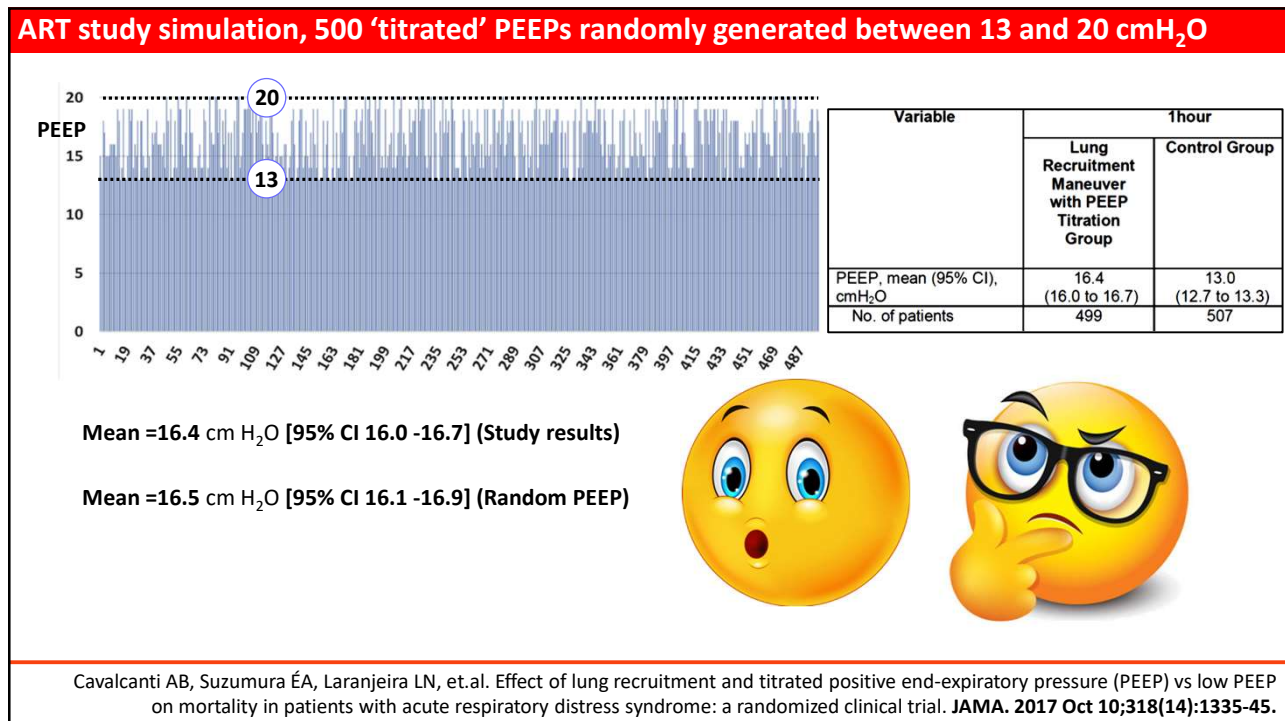 ART study simulation, 500 ‘titrated’ PEEPs randomly generated between 13 and 20 cmH₂O
20
PEEP
15
10
5
0
20
13
1 19 37 55 73 91 109 127 145 163 181 199 217 235 253 271 289 307 325 343 361 379 397 415 433 451 469 487
Variable
1hour
Lung
Recruitment
Maneuver
with PEEP
Titration
Group
Control Group
PEEP, mean (95% CI),
cmH₂O
16.4
(16.0 to 16.7)
13.0
(12.7 to 13.3)
No. of patients
499
507
Mean =16.4 cm H₂O [95% CI 16.0 -16.7] (Study results)
Mean =16.5 cm H₂O [95% CI 16.1 -16.9] (Random PEEP)
Cavalcanti AB, Suzumura ÉA, Laranjeira LN, et.al. Effect of lung recruitment and titrated positive end-expiratory pressure (PEEP) vs low PEEP
on mortality in patients with acute respiratory distress syndrome: a randomized clinical trial. JAMA. 2017 Oct 10;318(14):1335-45.